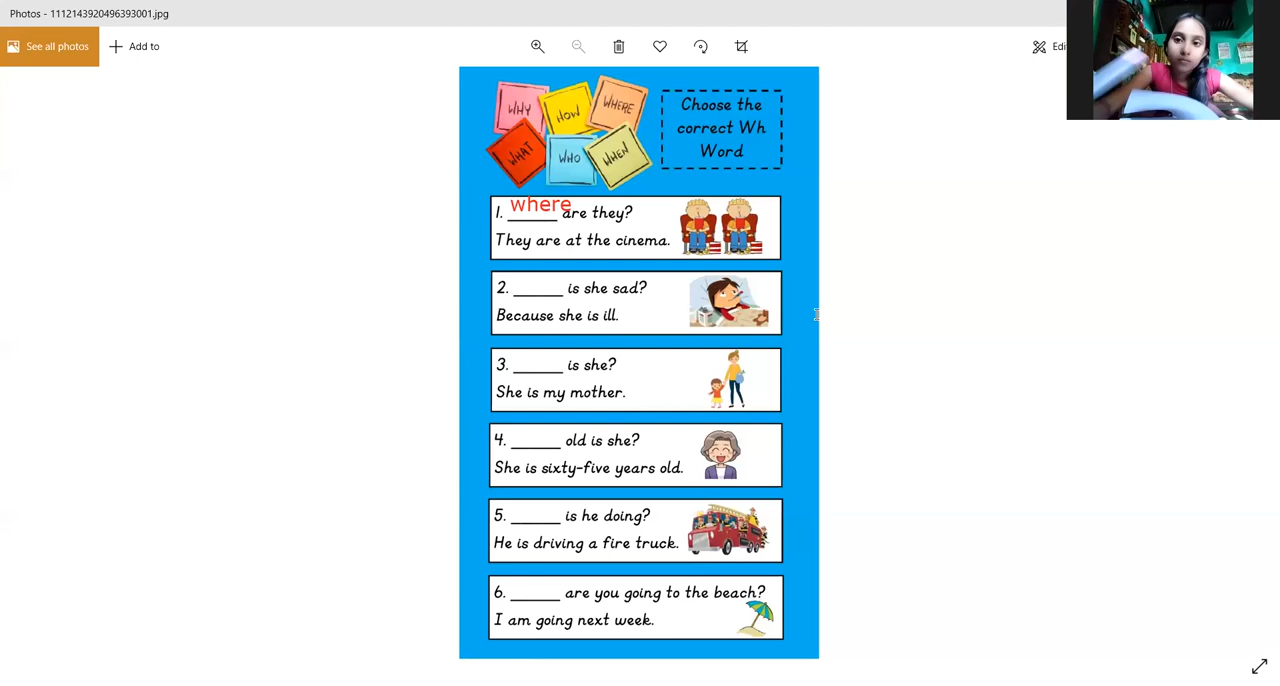 Photos - 1112143920496393001.jpg
See all photos
Add to
Edi
WHY
HOW
WHERE
WHAT
WHO
WHEN
Choose the
correct Wh
Word
where
1. ______ are they?
They are at the cinema.
2. ______ is she sad?
Because she is ill.
3. ______ is she?
She is my mother.
4. ______ old is she?
She is sixty-five years old.
5. ______ is he doing?
He is driving a fire truck.
6. ______ are you going to the beach?
I am going next week.